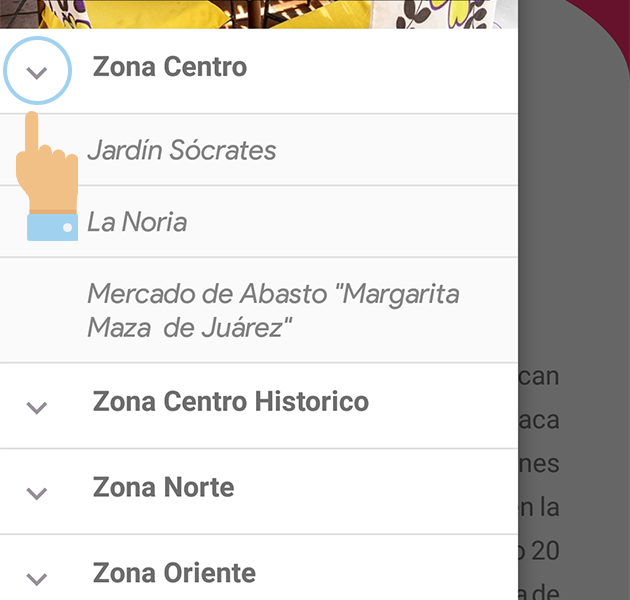 Zona Centro
Jardín Sócrates
La Noria
Mercado de Abasto "Margarita
Maza de Juárez"
can
Zona Centro Historico
aca
nes
Zona Norte
n la
20
Zona Oriente
a de